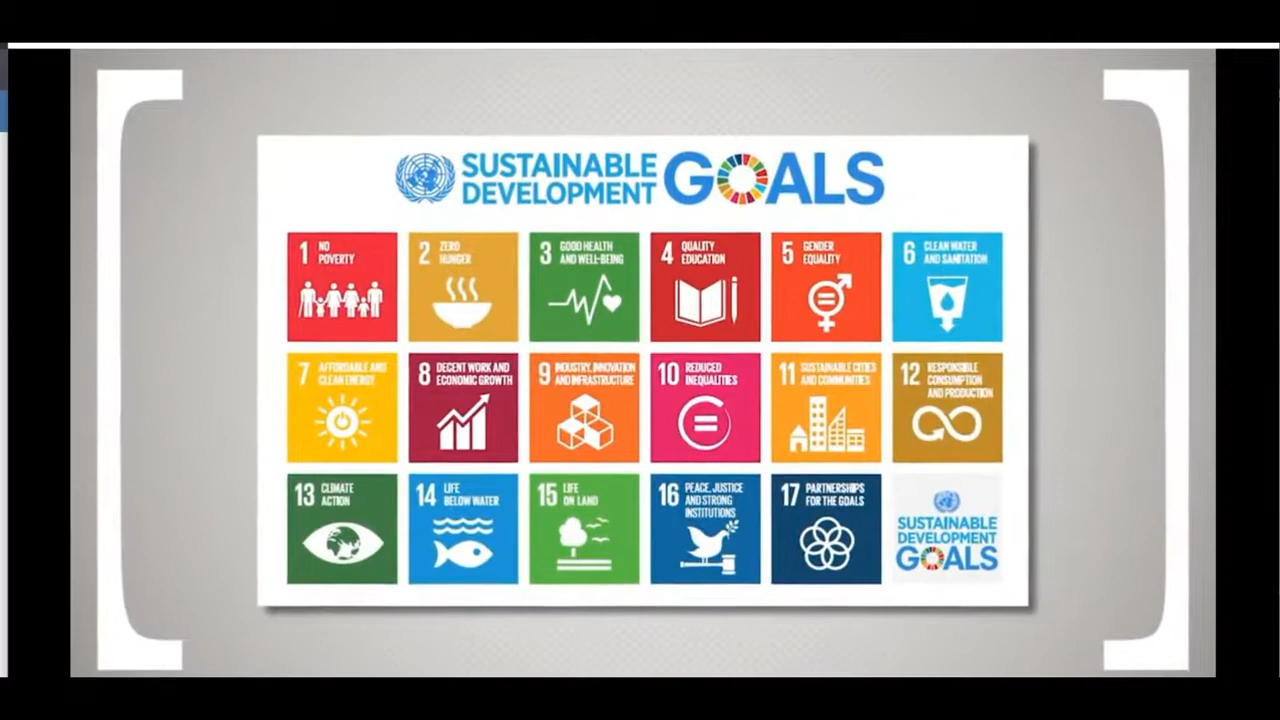 SUSTAINABLE
DEVELOPMENT
GOALS
1 NO
POVERTY
2 ZERO
HUNGER
3 GOOD HEALTH
AND WELL-BEING
4 QUALITY
EDUCATION
5 GENDER
EQUALITY
6 CLEAN WATER
AND SANITATION
7 AFFORDABLE AND
CLEAN ENERGY
8 DECENT WORK AND
ECONOMIC GROWTH
9 INDUSTRY, INNOVATION
AND INFRASTRUCTURE
10 REDUCED
INEQUALITIES
11 SUSTAINABLE CITIES
AND COMMUNITIES
12 RESPONSIBLE
CONSUMPTION
AND PRODUCTION
13 CLIMATE
ACTION
14 LIFE
BELOW WATER
15 LIFE
ON LAND
16 PEACE, JUSTICE
AND STRONG
INSTITUTIONS
17 PARTNERSHIPS
FOR THE GOALS
SUSTAINABLE
DEVELOPMENT
GOALS